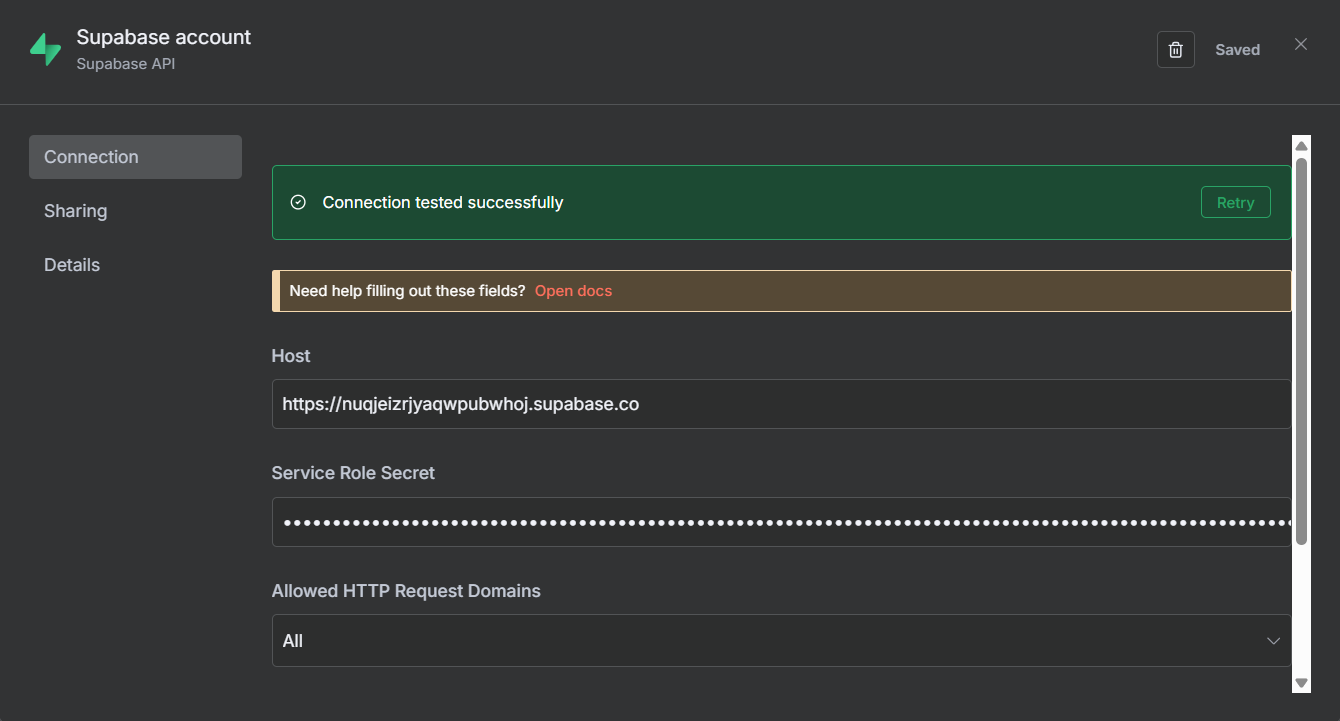 Supabase account
Supabase API
Saved
Connection
Sharing
Details
Connection tested successfully
Retry
Need help filling out these fields? Open docs
Host
https://nuqjeizrjyaqwpubwhoj.supabase.co
Service Role Secret
Allowed HTTP Request Domains
All